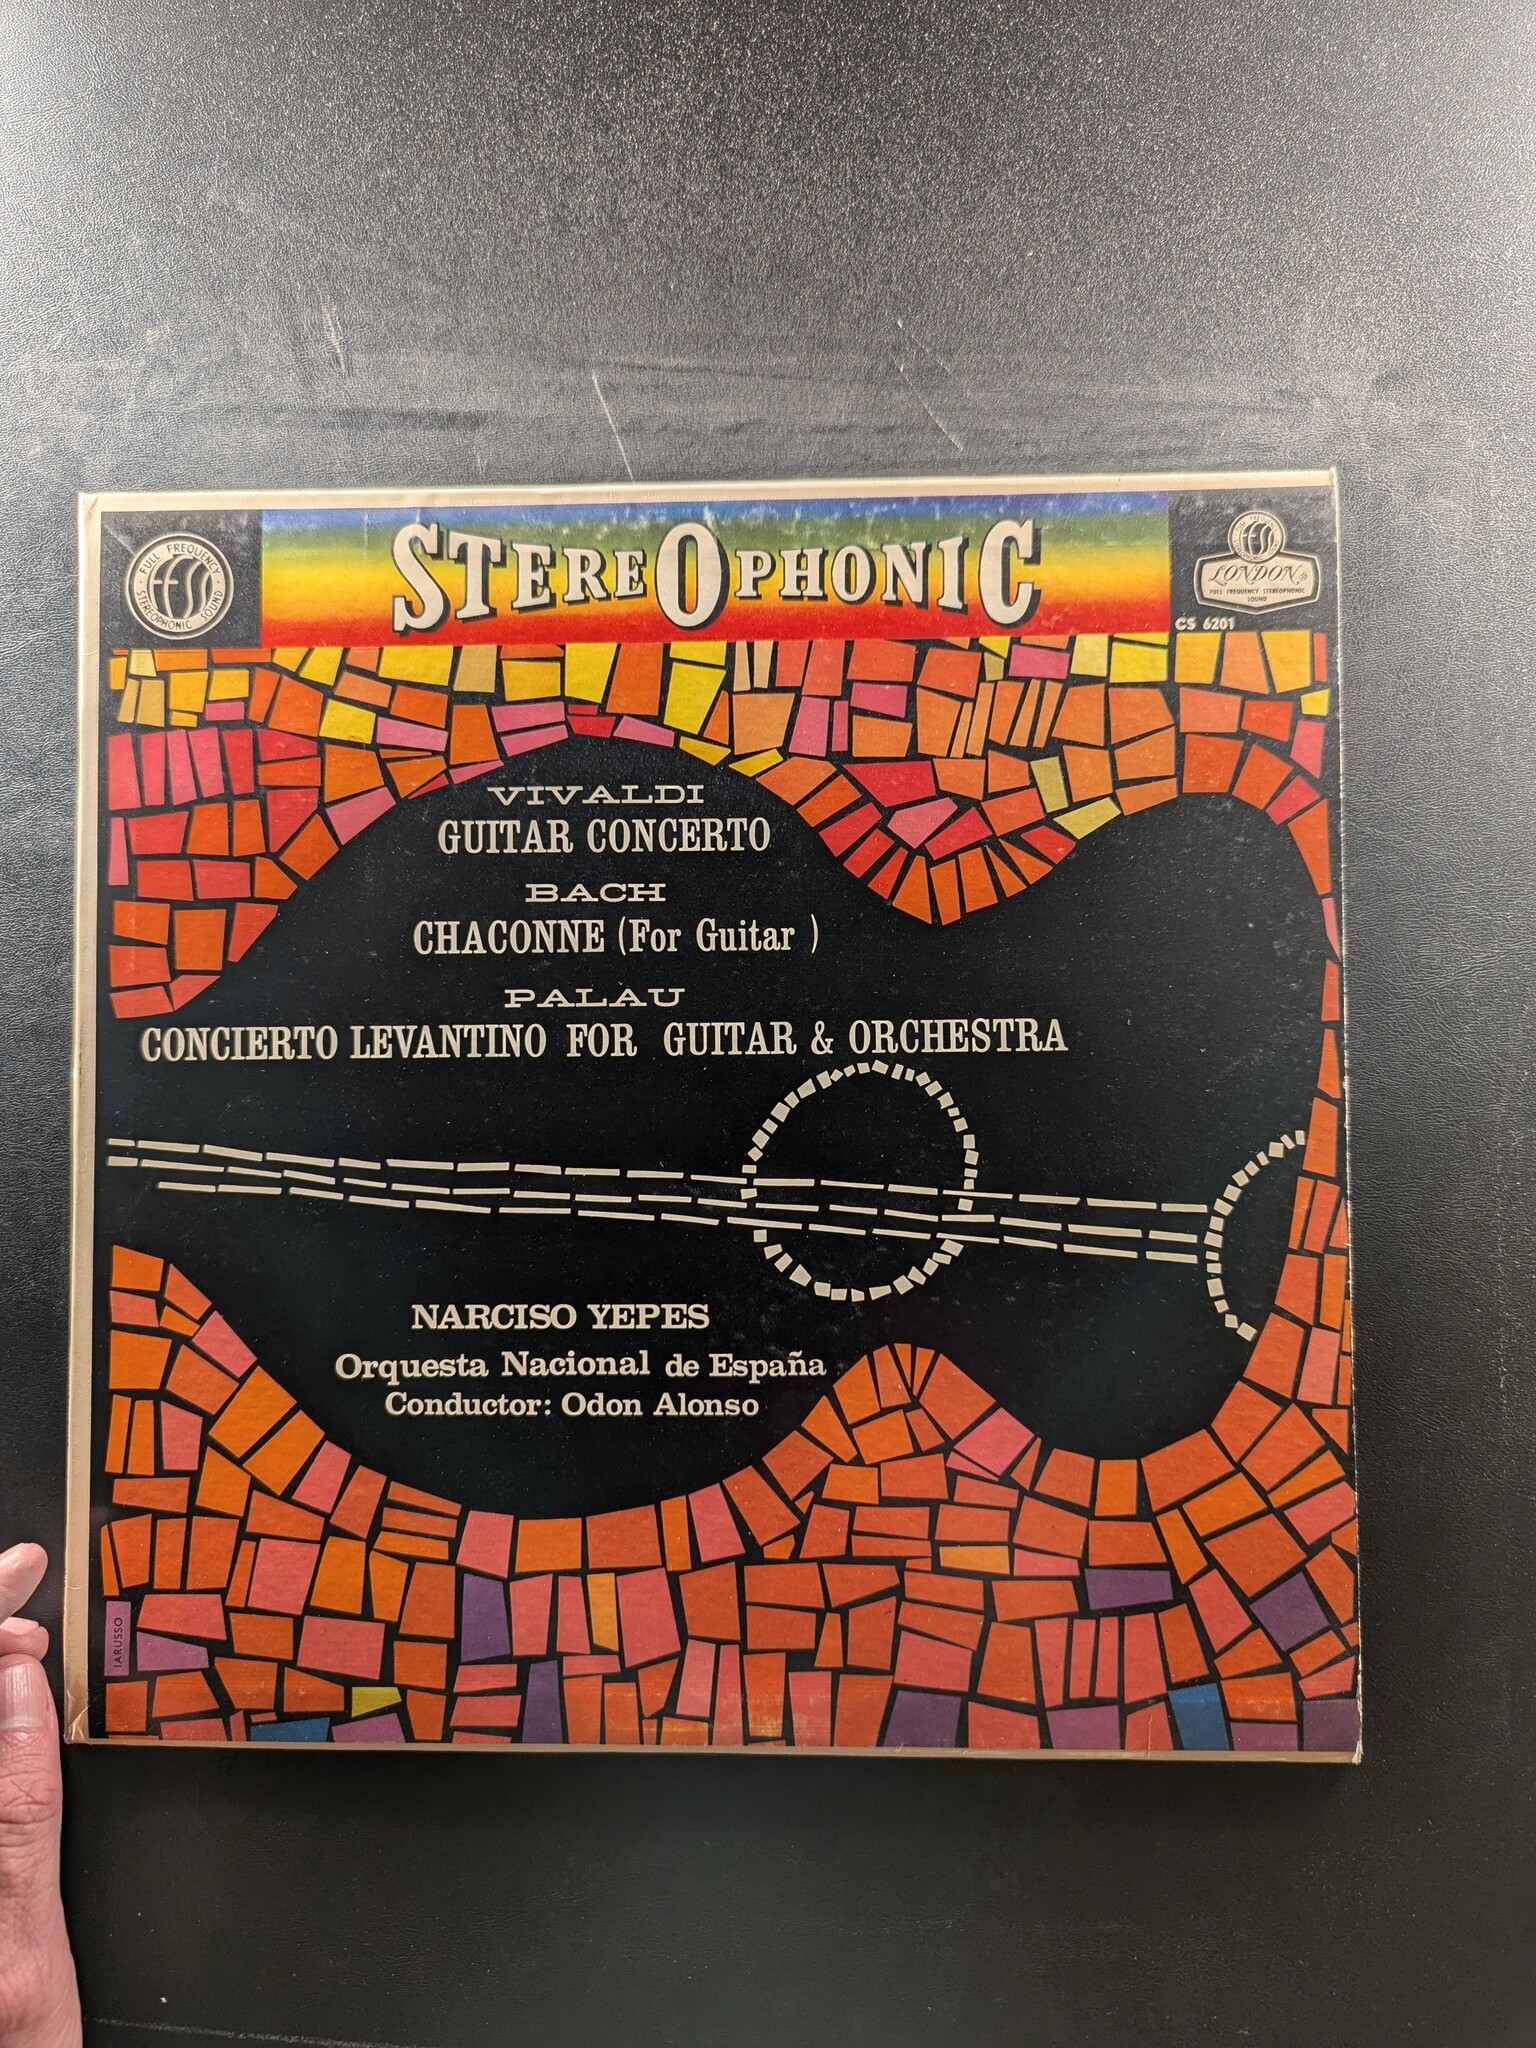 FULL FREQUENCY
ffss
STEREOPHONIC SOUND
STEREOPHONIC
ffss
LONDON
FULL FREQUENCY STEREOPHONIC
SOUND
CS 6201
VIVALDI
GUITAR CONCERTO
BACH
CHACONNE (For Guitar )
PALAU
CONCIERTO LEVANTINO FOR GUITAR & ORCHESTRA
NARCISO YEPES
Orquesta Nacional de España
Conductor: Odon Alonso
IARUSSO